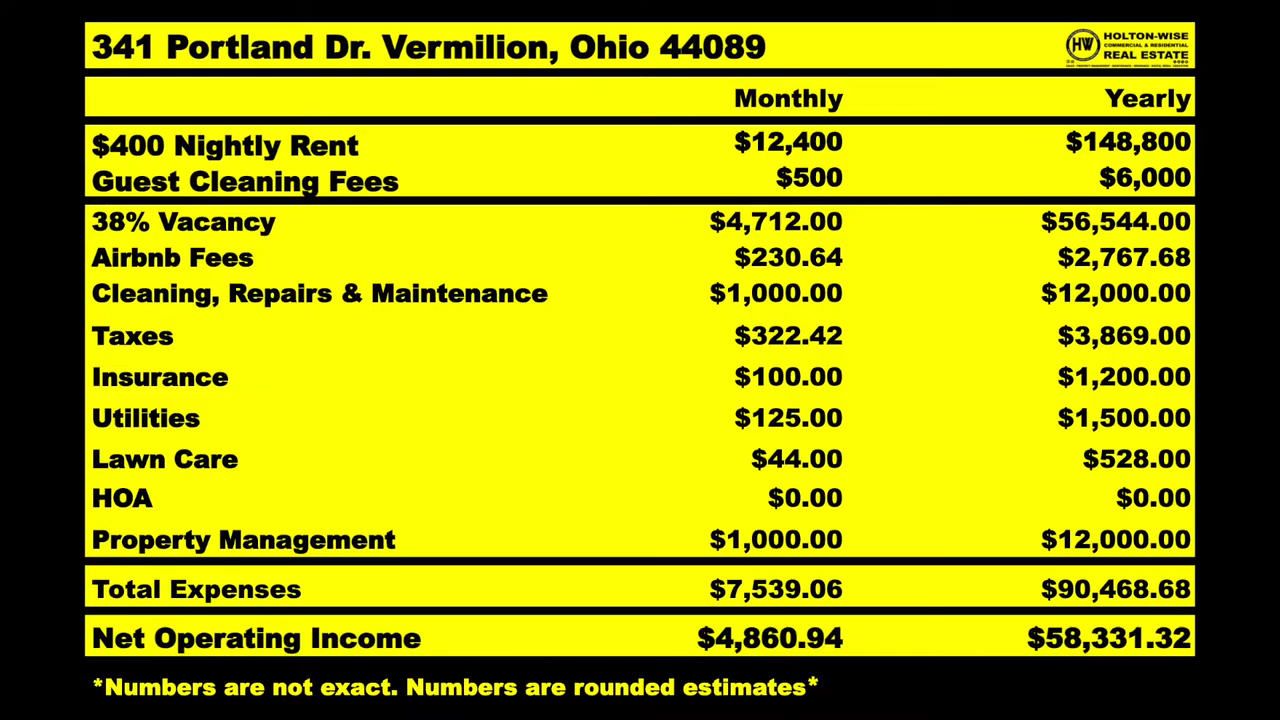 341 Portland Dr. Vermilion, Ohio 44089
HW
HOLTON-WISE
COMMERCIAL & RESIDENTIAL
REAL ESTATE
Monthly Yearly
$400 Nightly Rent $12,400 $148,800
Guest Cleaning Fees $500 $6,000
38% Vacancy $4,712.00 $56,544.00
Airbnb Fees $230.64 $2,767.68
Cleaning, Repairs & Maintenance $1,000.00 $12,000.00
Taxes $322.42 $3,869.00
Insurance $100.00 $1,200.00
Utilities $125.00 $1,500.00
Lawn Care $44.00 $528.00
HOA $0.00 $0.00
Property Management $1,000.00 $12,000.00
Total Expenses $7,539.06 $90,468.68
Net Operating Income $4,860.94 $58,331.32
*Numbers are not exact. Numbers are rounded estimates*